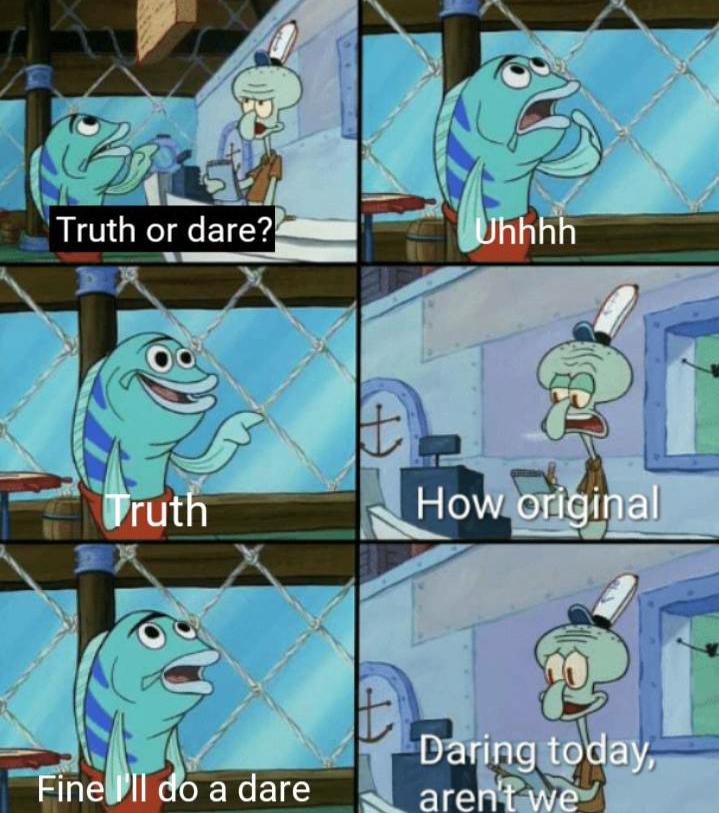 Truth or dare?
Uhhhh
Truth
How original
Fine I'll do a dare
Daring today,
aren't we